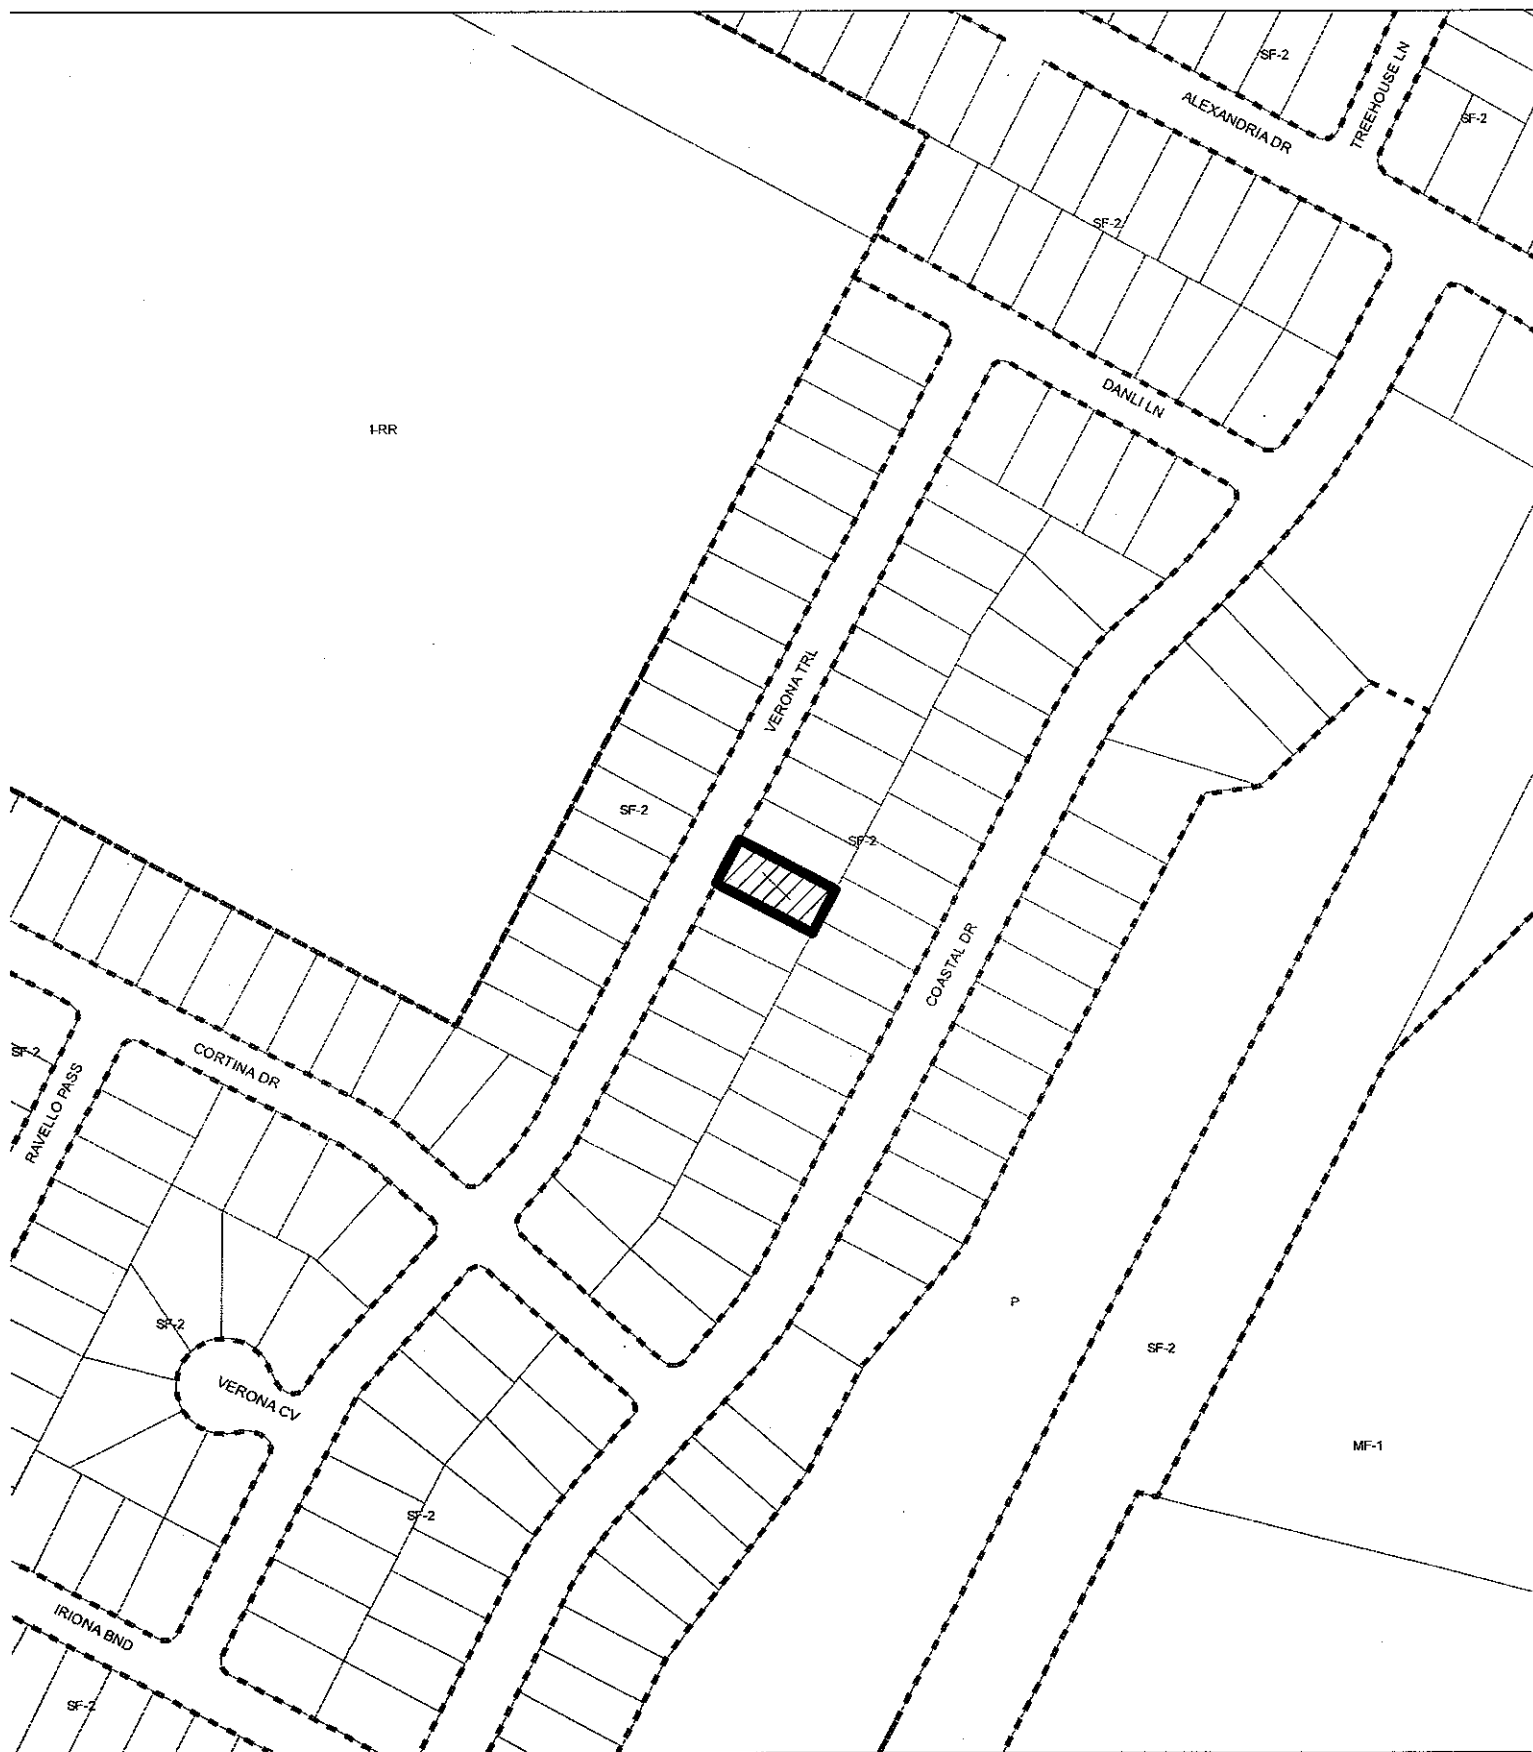 SF-2
TREEHOUSE LN
ALEXANDRIA DR
SF-2
SF-2
DANLI LN
I-RR
VERONA TRL
SF-2
SF-2
COASTAL DR
SF-2
CORTINA DR
RAVELLO PASS
P
SF-2
SF-2
VERONA CV
MF-1
SF-2
IRIONA BND
SF-2